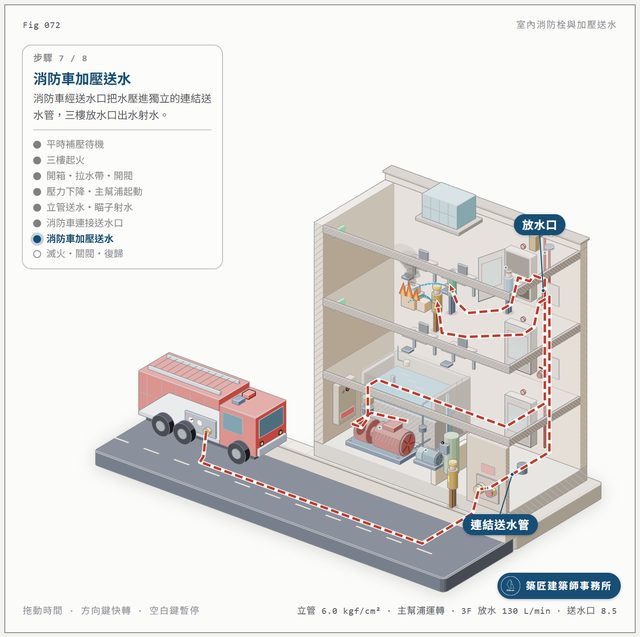 Fig 072
室內消防栓與加壓送水
步驟 7 / 8
消防車加壓送水
消防車經送水口把水壓進獨立的連結送
水管，三樓放水口出水射水。
平時補壓待機
三樓起火
開箱・拉水帶・開閥
壓力下降・主幫浦起動
立管送水・瞄子射水
消防車連接送水口
消防車加壓送水
滅火・關閥・復歸
放水口
連結送水管
築匠建築師事務所
拖動時間 · 方向鍵快轉 · 空白鍵暫停
立管 6.0 kgf/cm² · 主幫浦運轉 · 3F 放水 130 L/min · 送水口 8.5